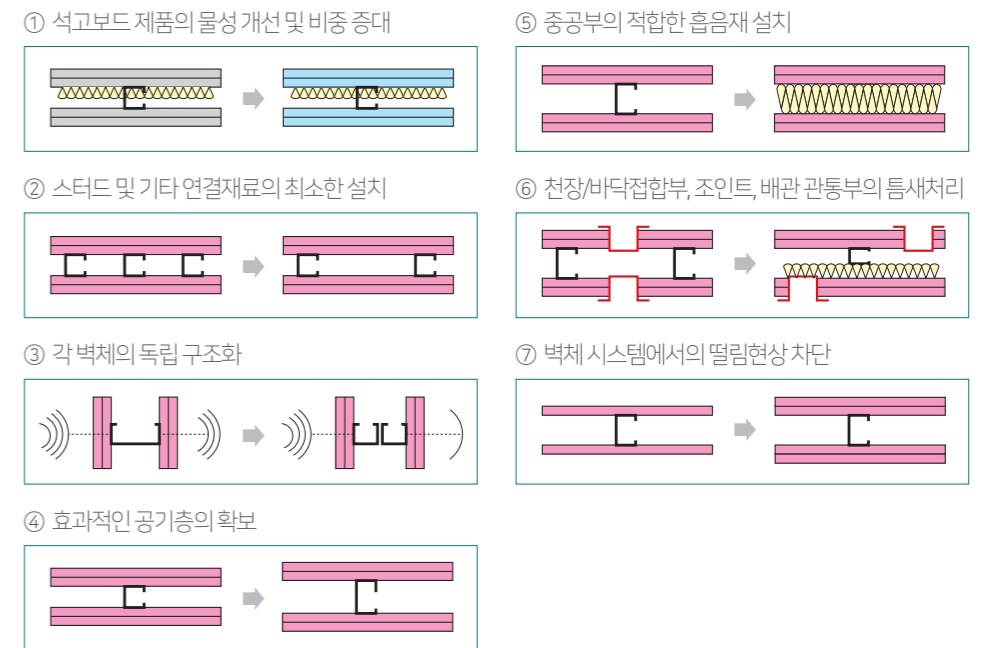 ① 석고보드 제품의 물성 개선 및 비중 증대
② 스터드 및 기타 연결재료의 최소한 설치
③ 각 벽체의 독립 구조화
④ 효과적인 공기층의 확보
⑤ 중공부의 적합한 흡음재 설치
⑥ 천장/바닥접합부, 조인트, 배관 관통부의 틈새처리
⑦ 벽체 시스템에서의 떨림현상 차단